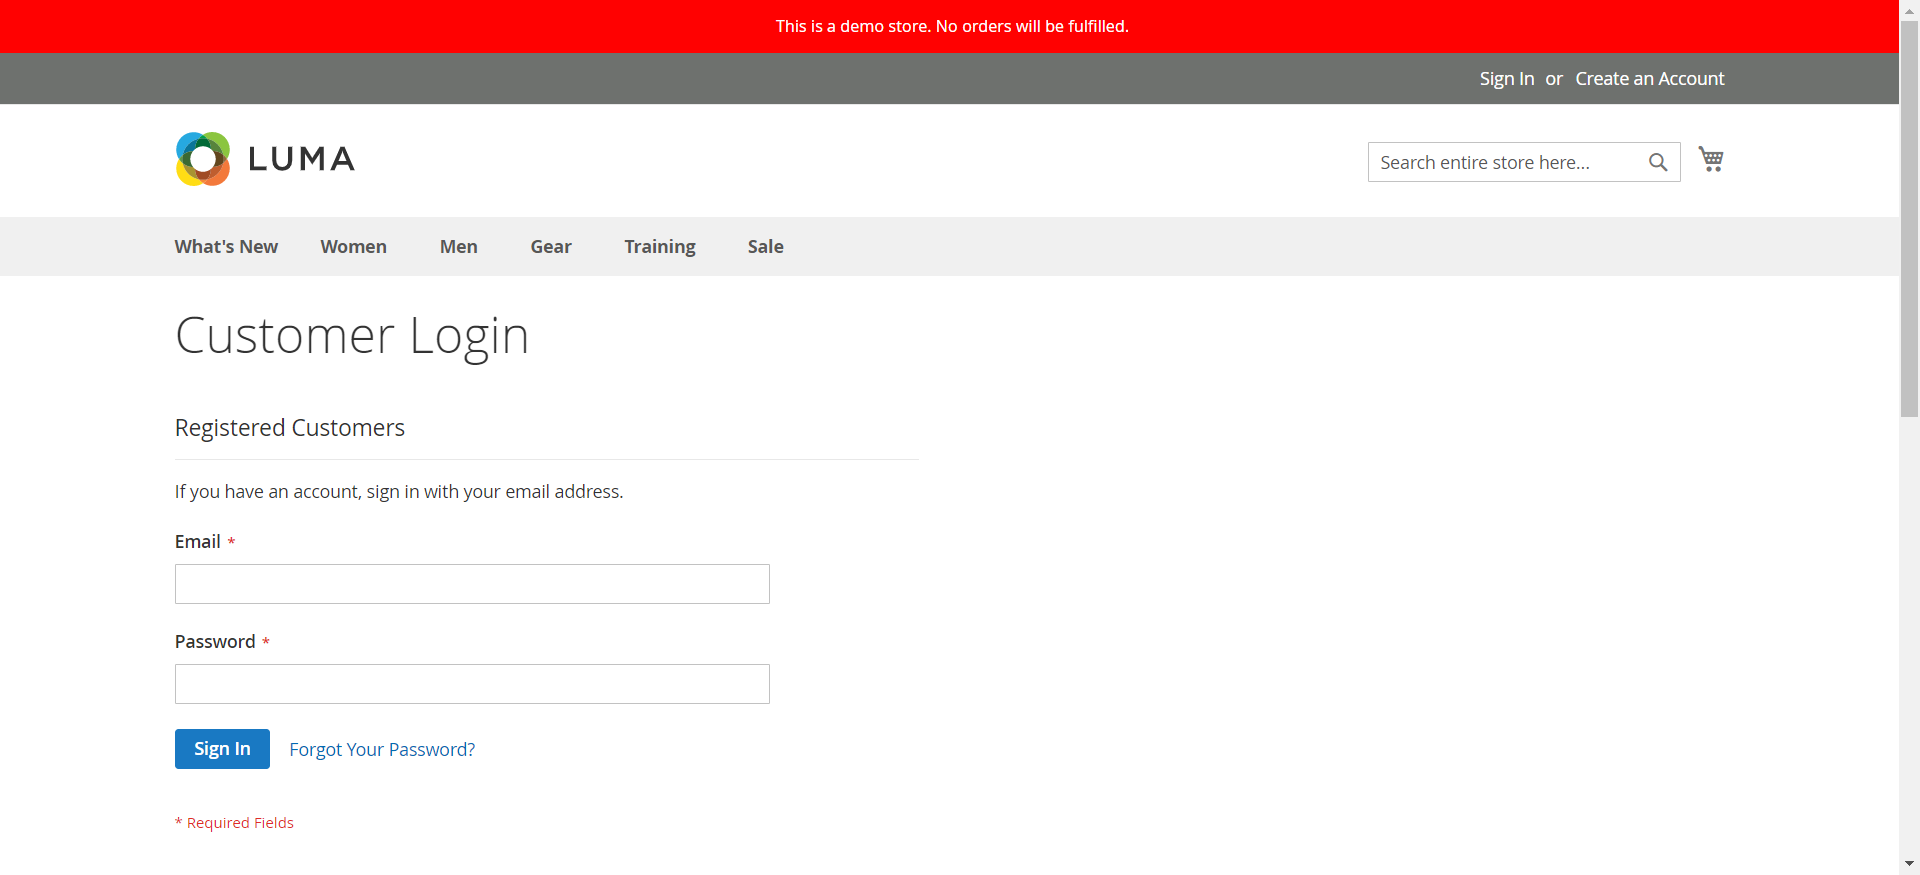 This is a demo store. No orders will be fulfilled.
Sign In or Create an Account
LUMA
Search entire store here...
What's New Women Men Gear Training Sale
Customer Login
Registered Customers
If you have an account, sign in with your email address.
Email *
Password *
Sign In Forgot Your Password?
* Required Fields